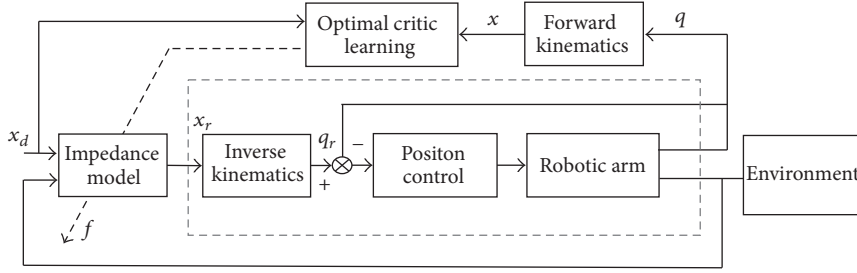 Optimal critic
learning
x
Forward
kinematics
q
x_d
Impedance
model
x_r
Inverse
kinematics
q_r
+
−
Positon
control
Robotic arm
Environment
f